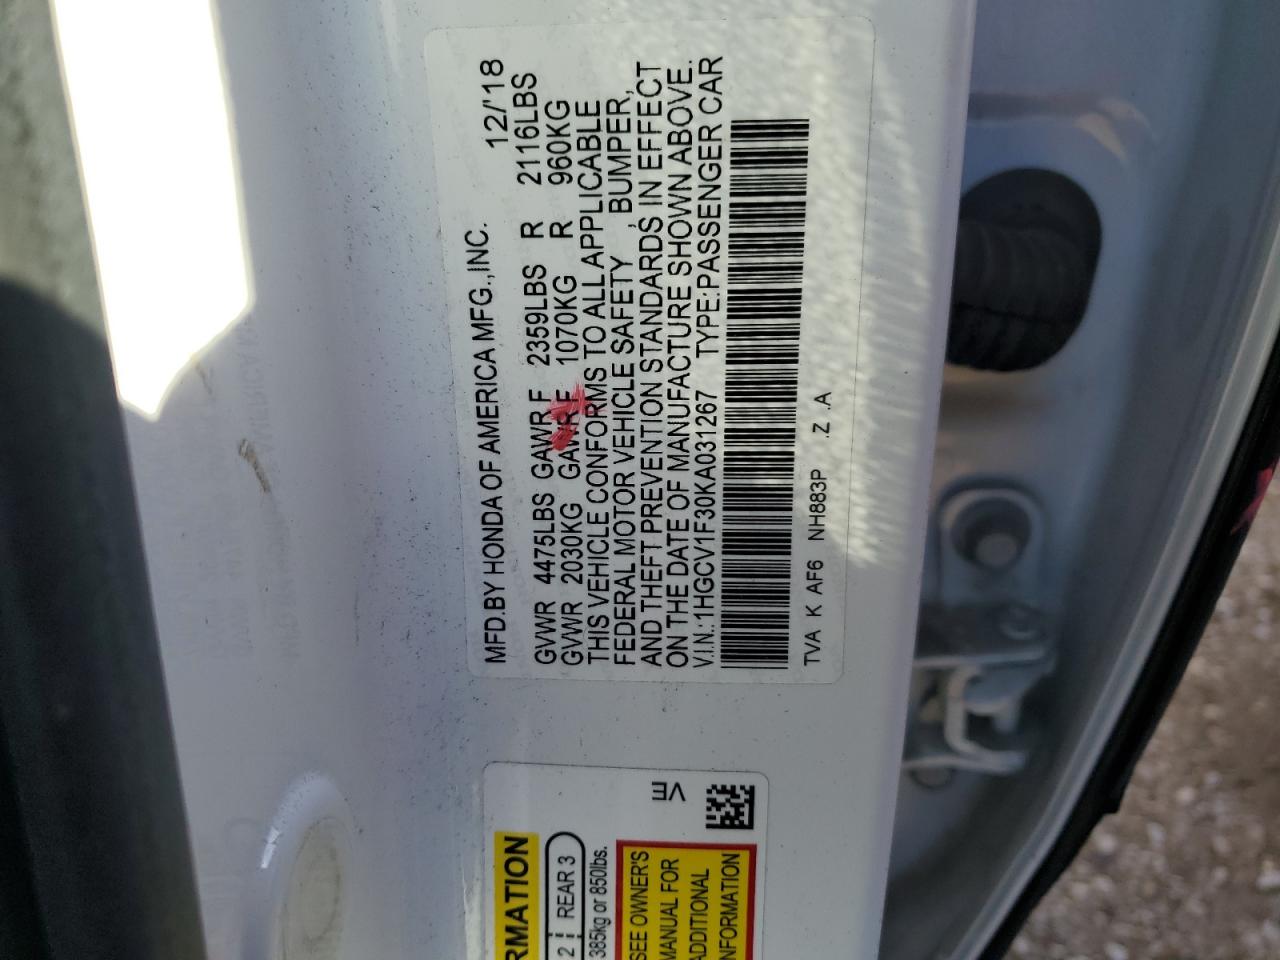 MFD.BY HONDA OF AMERICA MFG.,INC. 12/'18
GVWR 4475LBS GAWR F 2359LBS R 2116LBS
GVWR 2030KG GAWR F 1070KG R 960KG
THIS VEHICLE CONFORMS TO ALL APPLICABLE
FEDERAL MOTOR VEHICLE SAFETY , BUMPER,
AND THEFT PREVENTION STANDARDS IN EFFECT
ON THE DATE OF MANUFACTURE SHOWN ABOVE.
V.I.N.:1HGCV1F30KA031267 TYPE:PASSENGER CAR
TVA K AF6 NH883P .Z .A
RMATION
2 REAR 3
385kg or 850lbs.
SEE OWNER'S
MANUAL FOR
ADDITIONAL
INFORMATION
VE